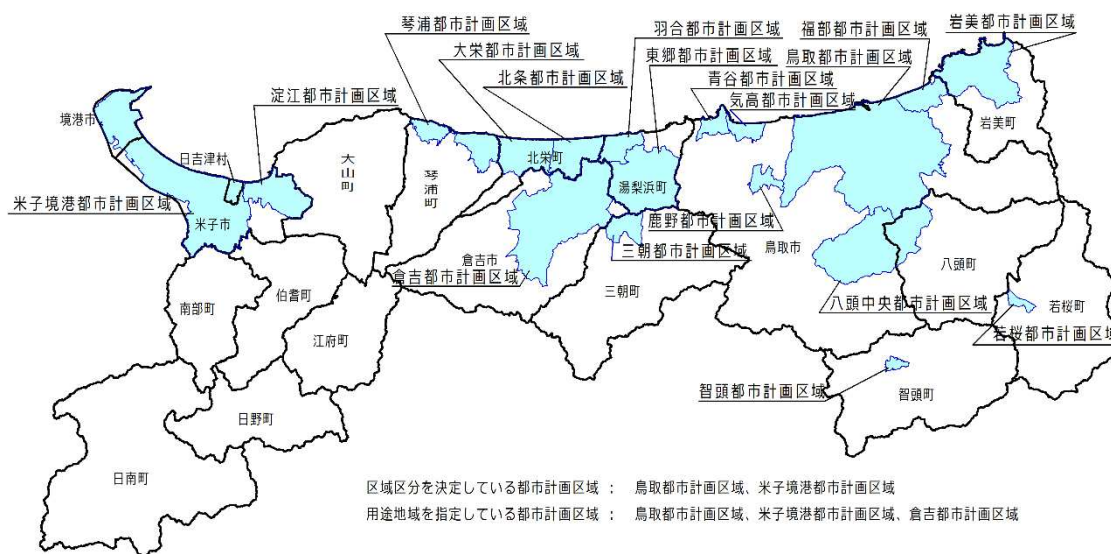 琴浦都市計画区域
大栄都市計画区域
北条都市計画区域
羽合都市計画区域
東郷都市計画区域
青谷都市計画区域
気高都市計画区域
福部都市計画区域
鳥取都市計画区域
岩美都市計画区域
淀江都市計画区域
境港市
日吉津村
米子境港都市計画区域
米子市
大山町
琴浦町
北栄町
湯梨浜町
岩美町
鹿野都市計画区域
鳥取市
三朝都市計画区域
倉吉市
倉吉都市計画区域
三朝町
八頭町
八頭中央都市計画区域
若桜町
若桜都市計画区域
南部町
伯耆町
江府町
智頭都市計画区域
智頭町
日野町
日南町
区域区分を決定している都市計画区域 : 鳥取都市計画区域、米子境港都市計画区域
用途地域を指定している都市計画区域 : 鳥取都市計画区域、米子境港都市計画区域、倉吉都市計画区域